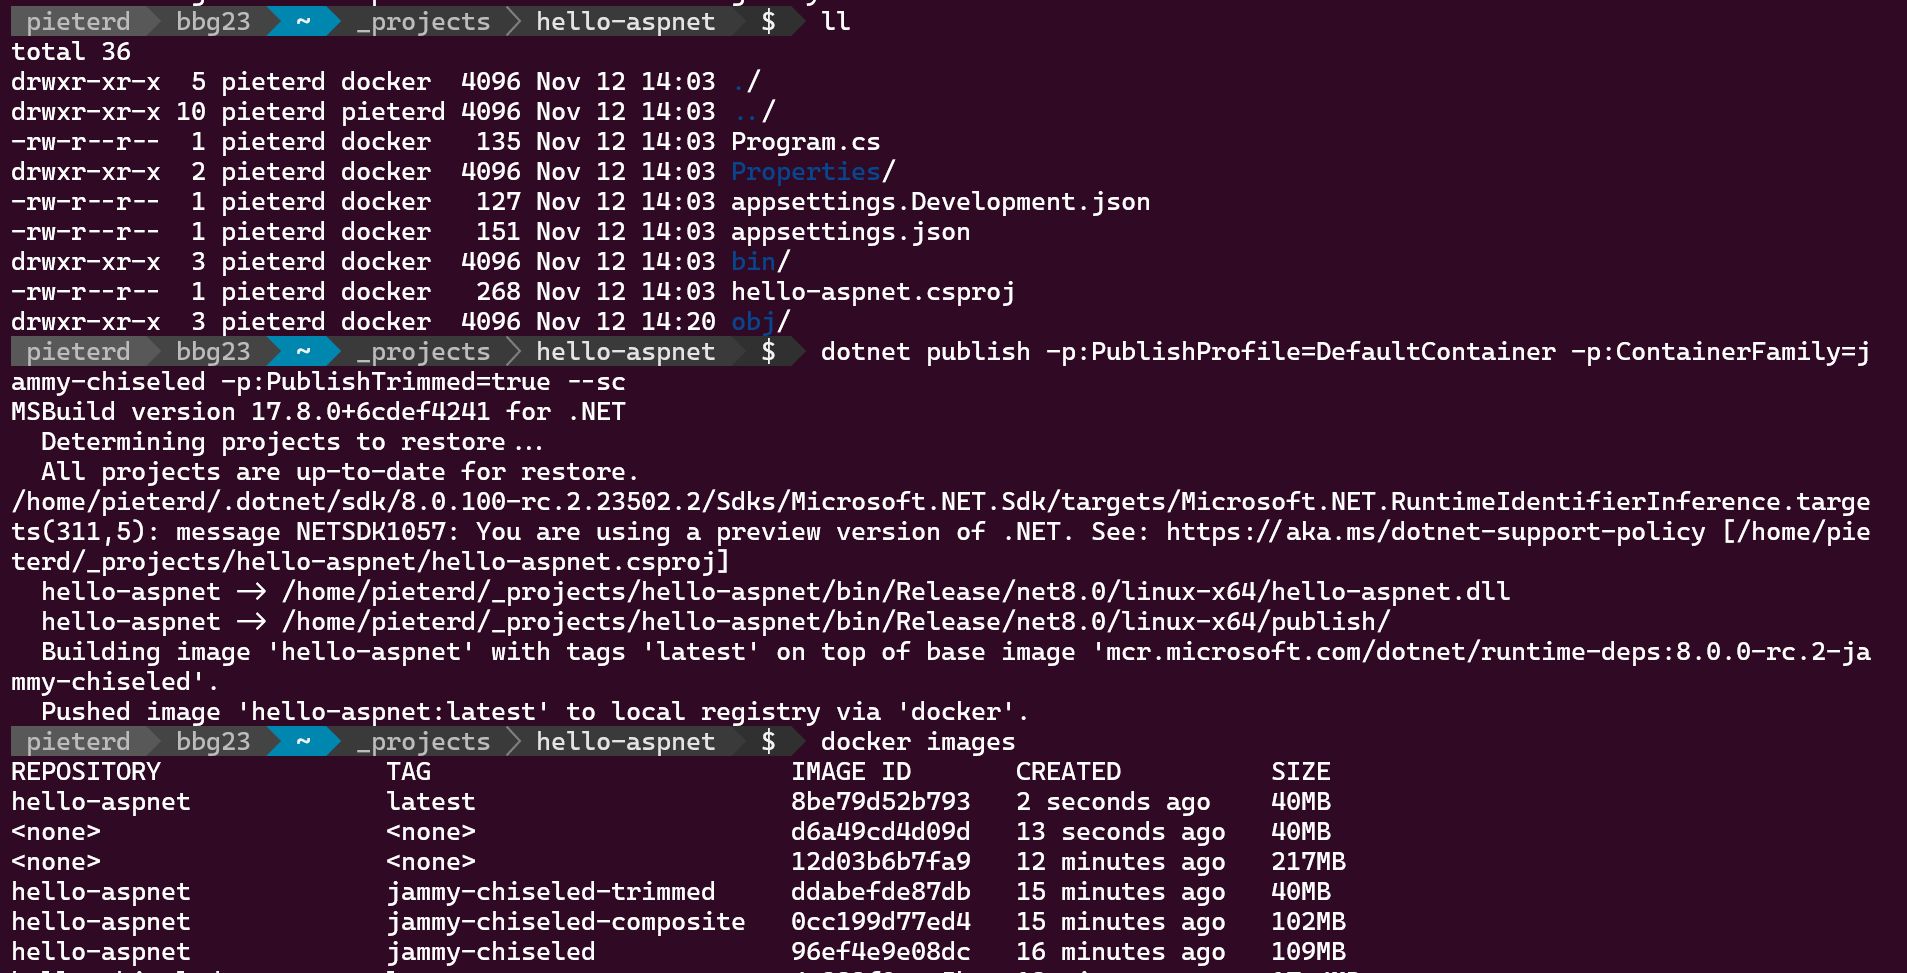 pieterd bbg23 ~ _projects hello-aspnet $ ll
total 36
drwxr-xr-x  5 pieterd docker  4096 Nov 12 14:03 ./
drwxr-xr-x 10 pieterd pieterd 4096 Nov 12 14:03 ../
-rw-r--r--  1 pieterd docker   135 Nov 12 14:03 Program.cs
drwxr-xr-x  2 pieterd docker  4096 Nov 12 14:03 Properties/
-rw-r--r--  1 pieterd docker   127 Nov 12 14:03 appsettings.Development.json
-rw-r--r--  1 pieterd docker   151 Nov 12 14:03 appsettings.json
drwxr-xr-x  3 pieterd docker  4096 Nov 12 14:03 bin/
-rw-r--r--  1 pieterd docker   268 Nov 12 14:03 hello-aspnet.csproj
drwxr-xr-x  3 pieterd docker  4096 Nov 12 14:20 obj/
pieterd bbg23 ~ _projects hello-aspnet $ dotnet publish -p:PublishProfile=DefaultContainer -p:ContainerFamily=j
ammy-chiseled -p:PublishTrimmed=true --sc
MSBuild version 17.8.0+6cdef4241 for .NET
  Determining projects to restore...
  All projects are up-to-date for restore.
/home/pieterd/.dotnet/sdk/8.0.100-rc.2.23502.2/Sdks/Microsoft.NET.Sdk/targets/Microsoft.NET.RuntimeIdentifierInference.targe
ts(311,5): message NETSDK1057: You are using a preview version of .NET. See: https://aka.ms/dotnet-support-policy [/home/pie
terd/_projects/hello-aspnet/hello-aspnet.csproj]
  hello-aspnet -> /home/pieterd/_projects/hello-aspnet/bin/Release/net8.0/linux-x64/hello-aspnet.dll
  hello-aspnet -> /home/pieterd/_projects/hello-aspnet/bin/Release/net8.0/linux-x64/publish/
  Building image 'hello-aspnet' with tags 'latest' on top of base image 'mcr.microsoft.com/dotnet/runtime-deps:8.0.0-rc.2-ja
mmy-chiseled'.
  Pushed image 'hello-aspnet:latest' to local registry via 'docker'.
pieterd bbg23 ~ _projects hello-aspnet $ docker images
REPOSITORY TAG IMAGE ID CREATED SIZE
hello-aspnet latest 8be79d52b793 2 seconds ago 40MB
<none> <none> d6a49cd4d09d 13 seconds ago 40MB
<none> <none> 12d03b6b7fa9 12 minutes ago 217MB
hello-aspnet jammy-chiseled-trimmed ddabefde87db 15 minutes ago 40MB
hello-aspnet jammy-chiseled-composite 0cc199d77ed4 15 minutes ago 102MB
hello-aspnet jammy-chiseled 96ef4e9e08dc 16 minutes ago 109MB